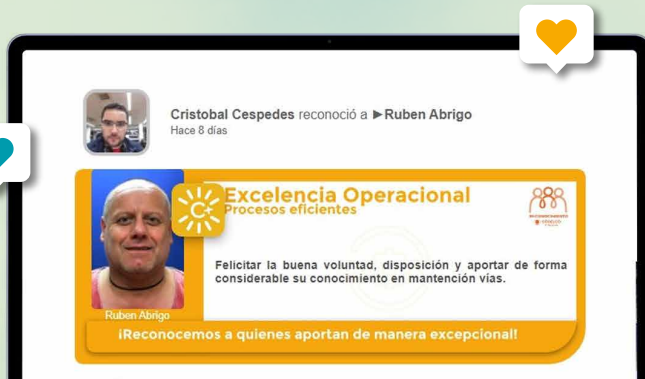 Cristobal Cespedes reconoció a ►Ruben Abrigo
Hace 8 días
Excelencia Operacional
Procesos eficientes
RECONOCIMIENTO
Felicitar la buena voluntad, disposición y aportar de forma
considerable su conocimiento en mantención vías.
Ruben Abrigo
¡Reconocemos a quienes aportan de manera excepcional!